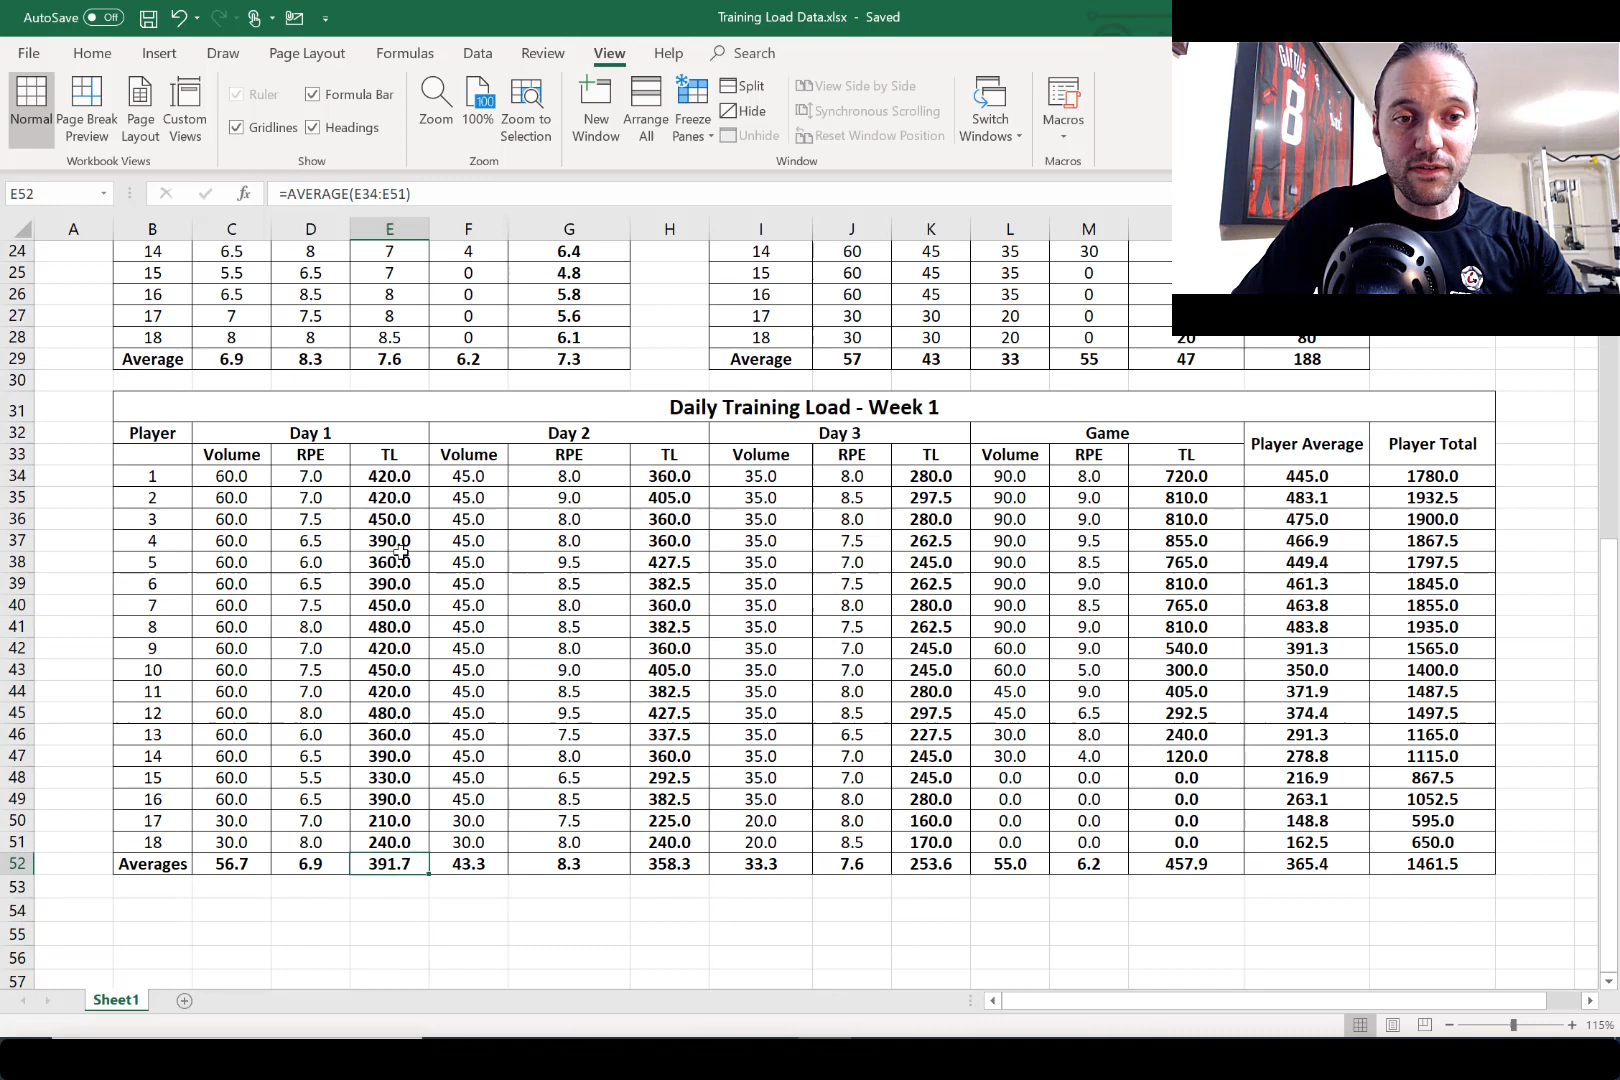 AutoSave Off Training Load Data.xlsx - Saved
File Home Insert Draw Page Layout Formulas Data Review View Help Search
Ruler Formula Bar
Gridlines Headings
Normal Page Break Preview Page Layout Custom Views
Zoom 100% Zoom to Selection
100
New Window Arrange All Freeze Panes
Split
Hide
Unhide
View Side by Side
Synchronous Scrolling
Reset Window Position
Switch Windows Macros
Workbook Views Show Zoom Window Macros
GATTUS
8
E52 fx =AVERAGE(E34:E51)
A B C D E F G H I J K L M
24 14 6.5 8 7 4 6.4 14 60 45 35 30
25 15 5.5 6.5 7 0 4.8 15 60 45 35 0
26 16 6.5 8.5 8 0 5.8 16 60 45 35 0
27 17 7 7.5 8 0 5.6 17 30 30 20 0
28 18 8 8 8.5 0 6.1 18 30 30 20 0 20 80
29 Average 6.9 8.3 7.6 6.2 7.3 Average 57 43 33 55 47 188
30
31 Daily Training Load - Week 1
32 Player Day 1 Day 2 Day 3 Game Player Average Player Total
33 Volume RPE TL Volume RPE TL Volume RPE TL Volume RPE TL
34 1 60.0 7.0 420.0 45.0 8.0 360.0 35.0 8.0 280.0 90.0 8.0 720.0 445.0 1780.0
35 2 60.0 7.0 420.0 45.0 9.0 405.0 35.0 8.5 297.5 90.0 9.0 810.0 483.1 1932.5
36 3 60.0 7.5 450.0 45.0 8.0 360.0 35.0 8.0 280.0 90.0 9.0 810.0 475.0 1900.0
37 4 60.0 6.5 390.0 45.0 8.0 360.0 35.0 7.5 262.5 90.0 9.5 855.0 466.9 1867.5
38 5 60.0 6.0 360.0 45.0 9.5 427.5 35.0 7.0 245.0 90.0 8.5 765.0 449.4 1797.5
39 6 60.0 6.5 390.0 45.0 8.5 382.5 35.0 7.5 262.5 90.0 9.0 810.0 461.3 1845.0
40 7 60.0 7.5 450.0 45.0 8.0 360.0 35.0 8.0 280.0 90.0 8.5 765.0 463.8 1855.0
41 8 60.0 8.0 480.0 45.0 8.5 382.5 35.0 7.5 262.5 90.0 9.0 810.0 483.8 1935.0
42 9 60.0 7.0 420.0 45.0 8.0 360.0 35.0 7.0 245.0 60.0 9.0 540.0 391.3 1565.0
43 10 60.0 7.5 450.0 45.0 9.0 405.0 35.0 7.0 245.0 60.0 5.0 300.0 350.0 1400.0
44 11 60.0 7.0 420.0 45.0 8.5 382.5 35.0 8.0 280.0 45.0 9.0 405.0 371.9 1487.5
45 12 60.0 8.0 480.0 45.0 9.5 427.5 35.0 8.5 297.5 45.0 6.5 292.5 374.4 1497.5
46 13 60.0 6.0 360.0 45.0 7.5 337.5 35.0 6.5 227.5 30.0 8.0 240.0 291.3 1165.0
47 14 60.0 6.5 390.0 45.0 8.0 360.0 35.0 7.0 245.0 30.0 4.0 120.0 278.8 1115.0
48 15 60.0 5.5 330.0 45.0 6.5 292.5 35.0 7.0 245.0 0.0 0.0 0.0 216.9 867.5
49 16 60.0 6.5 390.0 45.0 8.5 382.5 35.0 8.0 280.0 0.0 0.0 0.0 263.1 1052.5
50 17 30.0 7.0 210.0 30.0 7.5 225.0 20.0 8.0 160.0 0.0 0.0 0.0 148.8 595.0
51 18 30.0 8.0 240.0 30.0 8.0 240.0 20.0 8.5 170.0 0.0 0.0 0.0 162.5 650.0
52 Averages 56.7 6.9 391.7 43.3 8.3 358.3 33.3 7.6 253.6 55.0 6.2 457.9 365.4 1461.5
53
54
55
56
57
Sheet1
115%